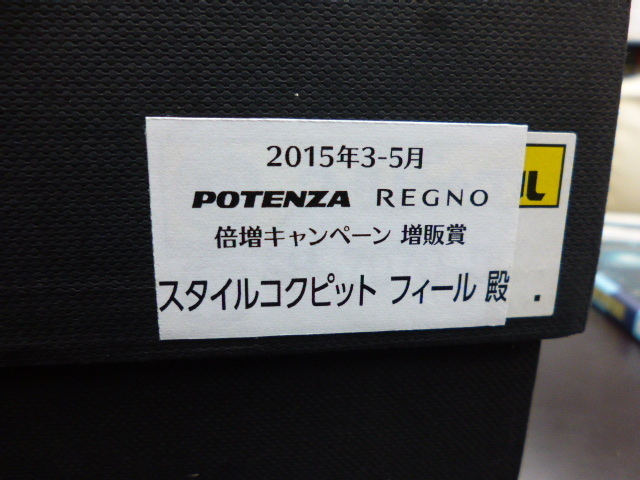 2015年3-5月
POTENZA REGNO
倍増キャンペーン 増販賞
スタイルコクピット フィール 殿